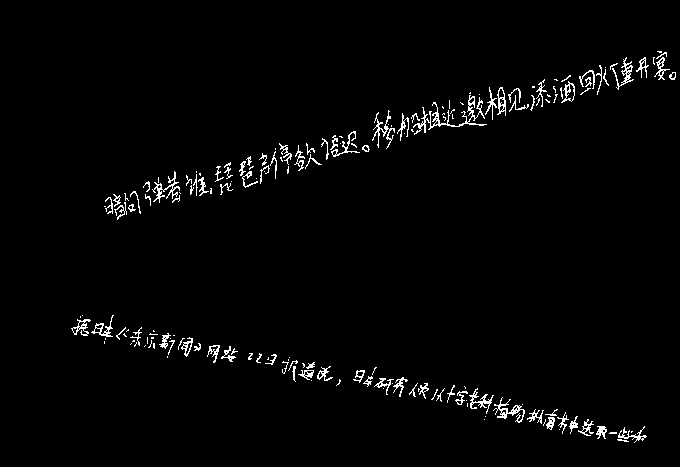 暗问弹者谁,琵琶声停欲语迟。移船相近邀相见,添酒回灯重开宴。
据日本《东京新闻》网站22日报道说,日本研究人员从十字花科植物拟南芥中选取一些和